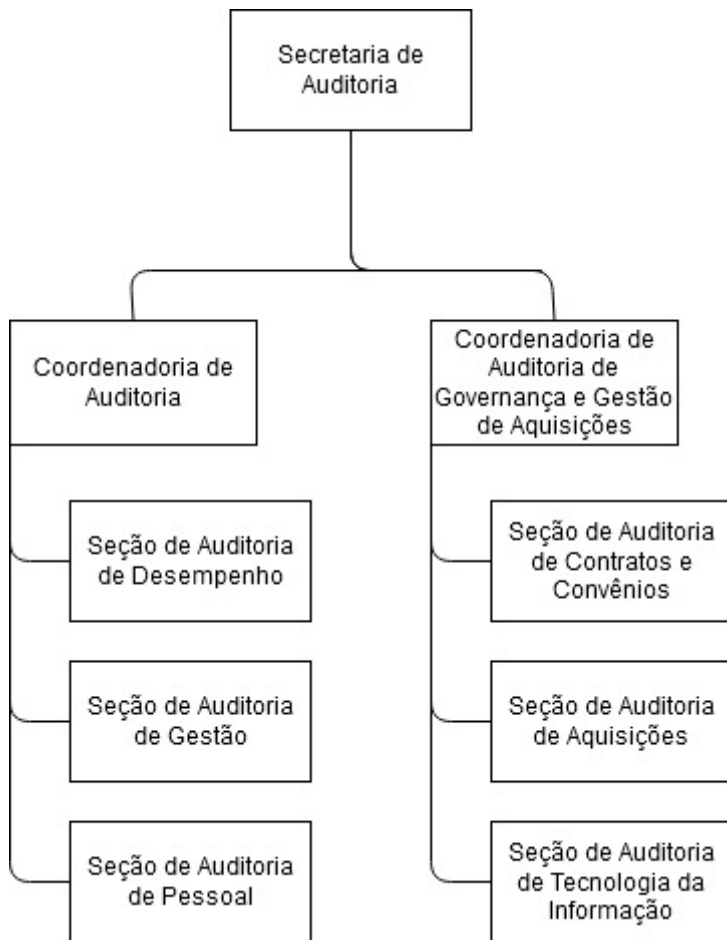 Secretaria de
Auditoria
Coordenadoria de
Auditoria
Coordenadoria de
Auditoria de
Governança e Gestão
de Aquisições
Seção de Auditoria
de Desempenho
Seção de Auditoria
de Contratos e
Convênios
Seção de Auditoria
de Gestão
Seção de Auditoria
de Aquisições
Seção de Auditoria
de Pessoal
Seção de Auditoria
de Tecnologia da
Informação